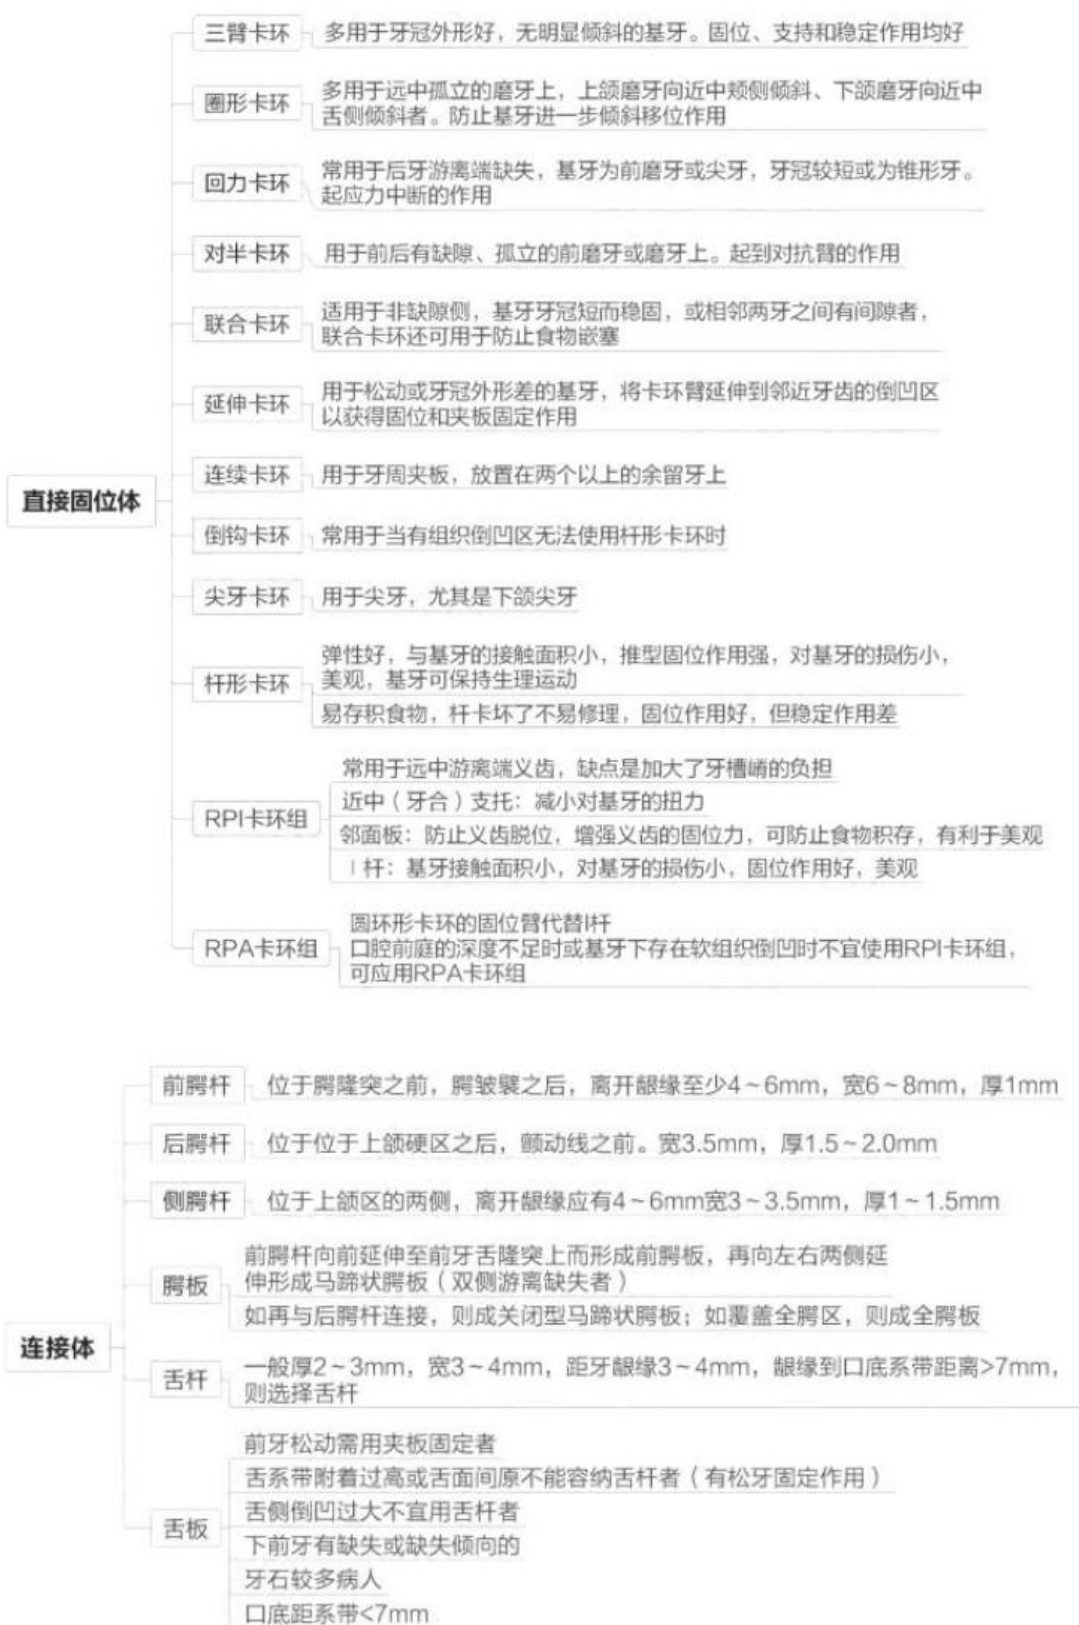 直接固位体
三臂卡环
多用于牙冠外形好，无明显倾斜的基牙。固位、支持和稳定作用均好
圈形卡环
多用于远中孤立的磨牙上，上颌磨牙向近中颊侧倾斜、下颌磨牙向近中
舌侧倾斜者。防止基牙进一步倾斜移位作用
回力卡环
常用于后牙游离端缺失，基牙为前磨牙或尖牙，牙冠较短或为锥形牙。
起应力中断的作用
对半卡环
用于前后有缺隙、孤立的前磨牙或磨牙上。起到对抗臂的作用
联合卡环
适用于非缺隙侧，基牙牙冠短而稳固，或相邻两牙之间有间隙者，
联合卡环还可用于防止食物嵌塞
延伸卡环
用于松动或牙冠外形差的基牙，将卡环臂延伸到邻近牙齿的倒凹区
以获得固位和夹板固定作用
连续卡环
用于牙周夹板，放置在两个以上的余留牙上
倒钩卡环
常用于当有组织倒凹区无法使用杆形卡环时
尖牙卡环
用于尖牙，尤其是下颌尖牙
杆形卡环
弹性好，与基牙的接触面积小，推型固位作用强，对基牙的损伤小，
美观，基牙可保持生理运动
易存积食物，杆卡坏了不易修理，固位作用好，但稳定作用差
RPI卡环组
常用于远中游离端义齿，缺点是加大了牙槽嵴的负担
近中（牙合）支托：减小对基牙的扭力
邻面板：防止义齿脱位，增强义齿的固位力，可防止食物积存，有利于美观
I杆：基牙接触面积小，对基牙的损伤小，固位作用好，美观
RPA卡环组
圆环形卡环的固位臂代替I杆
口腔前庭的深度不足时或基牙下存在软组织倒凹时不宜使用RPI卡环组，
可应用RPA卡环组
连接体
前腭杆
位于腭隆突之前，腭皱襞之后，离开龈缘至少4～6mm，宽6～8mm，厚1mm
后腭杆
位于位于上颌硬区之后，颤动线之前。宽3.5mm，厚1.5～2.0mm
侧腭杆
位于上颌区的两侧，离开龈缘应有4～6mm宽3～3.5mm，厚1～1.5mm
腭板
前腭杆向前延伸至前牙舌隆突上而形成前腭板，再向左右两侧延
伸形成马蹄状腭板（双侧游离缺失者）
如再与后腭杆连接，则成关闭型马蹄状腭板；如覆盖全腭区，则成全腭板
舌杆
一般厚2～3mm，宽3～4mm，距牙龈缘3～4mm，龈缘到口底系带距离>7mm，
则选择舌杆
舌板
前牙松动需用夹板固定者
舌系带附着过高或舌面间原不能容纳舌杆者（有松牙固定作用）
舌侧倒凹过大不宜用舌杆者
下前牙有缺失或缺失倾向的
牙石较多病人
口底距系带<7mm